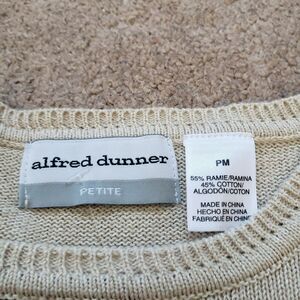 alfred dunner
PETITE
PM
55% RAMIE/RAMINA
45% COTTON/
ALGODON/COTON
MADE IN CHINA
HECHO EN CHINA
FABRIQUÉ EN CHINE